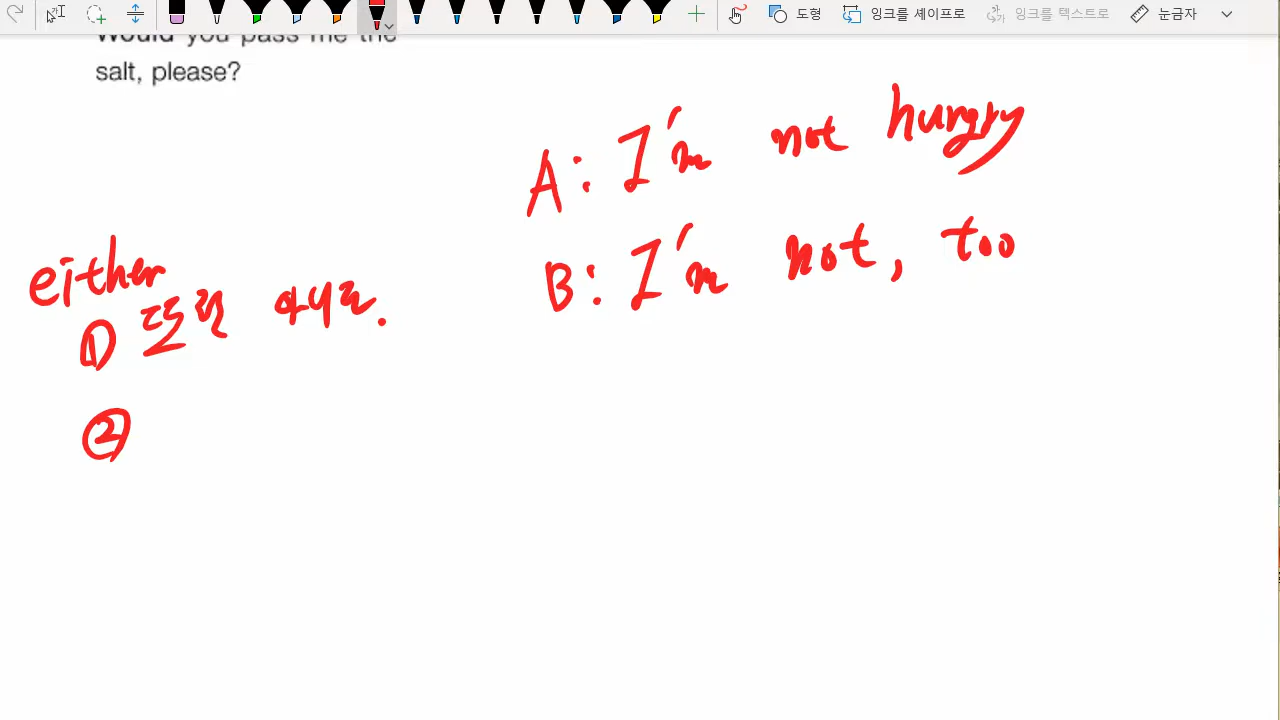 도형
잉크를 셰이프로
잉크를 텍스트로
눈금자
Would you pass me the
salt, please?
A: I'm not hungry
B: I'm not, too
either
① 또한 아니다.
②